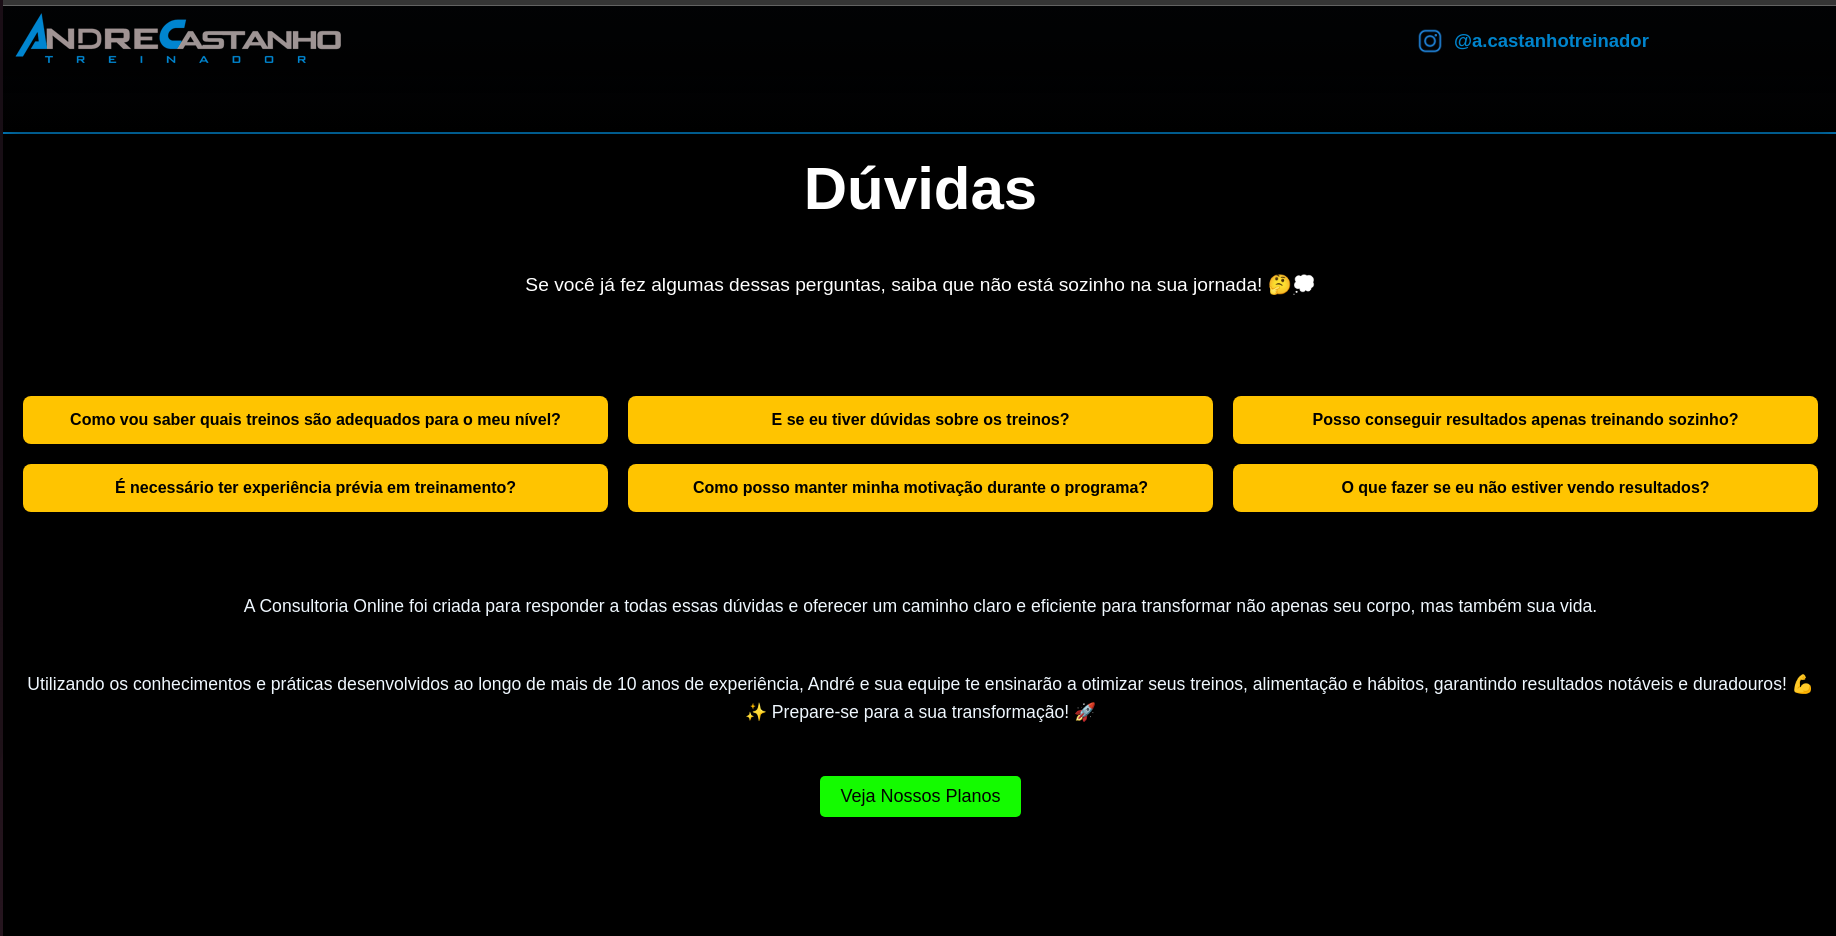 ANDRECASTANHO
TREINADOR
@a.castanhotreinador
Dúvidas
Se você já fez algumas dessas perguntas, saiba que não está sozinho na sua jornada! 🤔💭
Como vou saber quais treinos são adequados para o meu nível?
E se eu tiver dúvidas sobre os treinos?
Posso conseguir resultados apenas treinando sozinho?
É necessário ter experiência prévia em treinamento?
Como posso manter minha motivação durante o programa?
O que fazer se eu não estiver vendo resultados?
A Consultoria Online foi criada para responder a todas essas dúvidas e oferecer um caminho claro e eficiente para transformar não apenas seu corpo, mas também sua vida.
Utilizando os conhecimentos e práticas desenvolvidos ao longo de mais de 10 anos de experiência, André e sua equipe te ensinarão a otimizar seus treinos, alimentação e hábitos, garantindo resultados notáveis e duradouros! 💪
✨ Prepare-se para a sua transformação! 🚀
Veja Nossos Planos